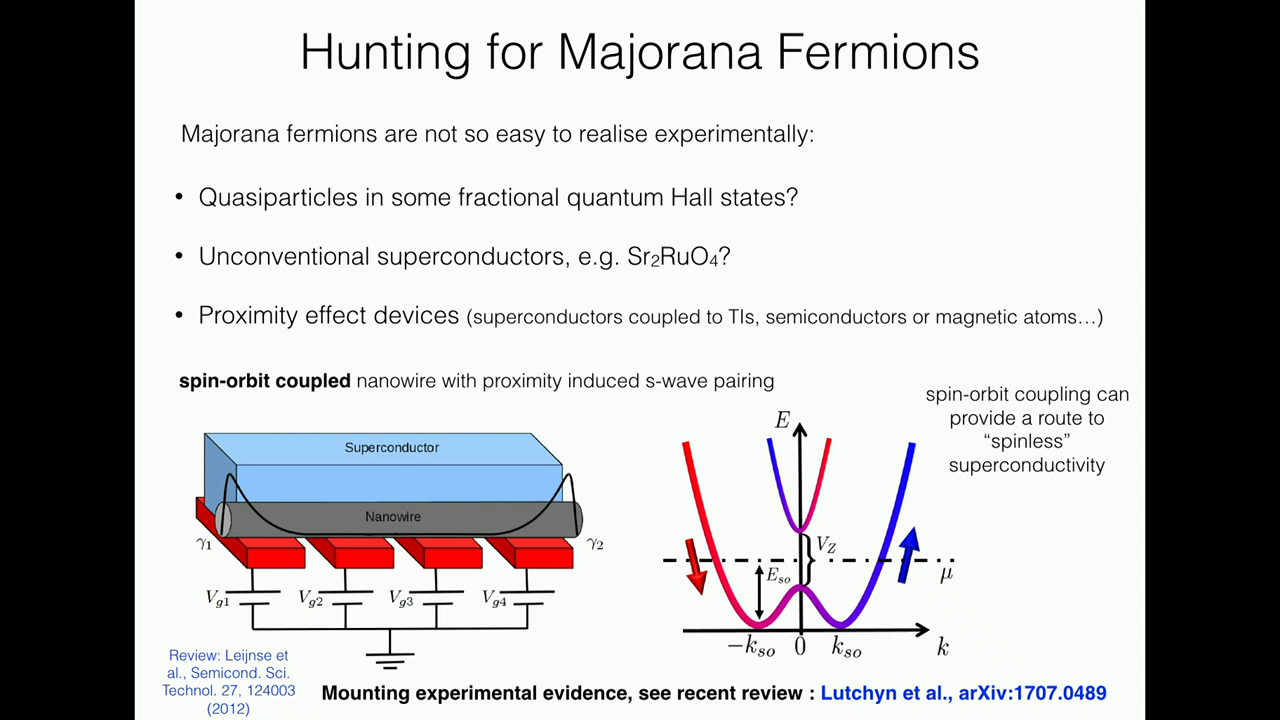 Hunting for Majorana Fermions
Majorana fermions are not so easy to realise experimentally:
• Quasiparticles in some fractional quantum Hall states?
• Unconventional superconductors, e.g. Sr₂RuO₄?
• Proximity effect devices (superconductors coupled to TIs, semiconductors or magnetic atoms…)
spin-orbit coupled nanowire with proximity induced s-wave pairing
spin-orbit coupling can
provide a route to
“spinless”
superconductivity
Superconductor
Nanowire
γ1
γ2
Vg1
Vg2
Vg3
Vg4
E
VZ
Eso
μ
−kso
0
kso
k
Review: Leijnse et
al., Semicond. Sci.
Technol. 27, 124003
(2012)
Mounting experimental evidence, see recent review : Lutchyn et al., arXiv:1707.0489